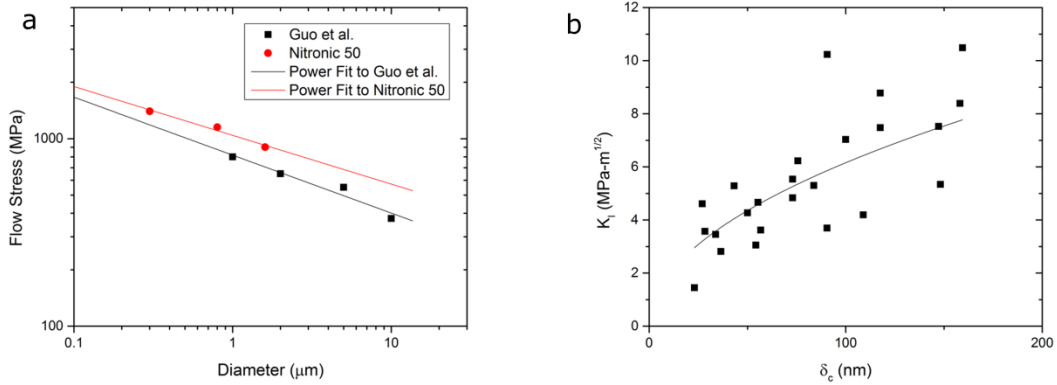 a
Guo et al.
Nitronic 50
Power Fit to Guo et al.
Power Fit to Nitronic 50
1000
100
Flow Stress (MPa)
0.1
1
10
Diameter (μm)
b
12
10
8
6
4
2
0
K_I (MPa-m^{1/2})
0
100
200
δ_c (nm)